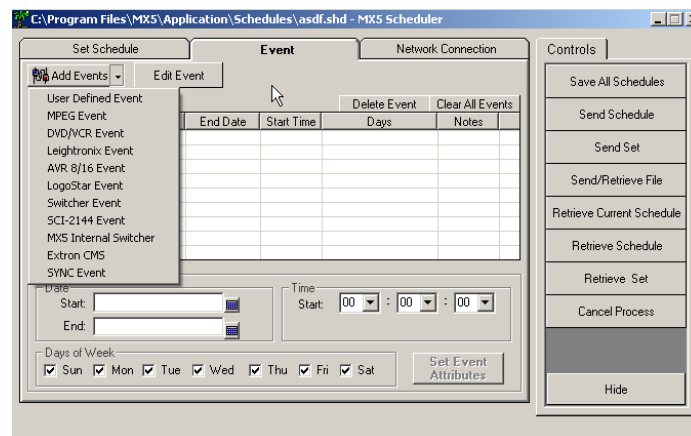 C:\Program Files\MX5\Application\Schedules\asdf.shd - MX5 Scheduler
Set Schedule Event Network Connection
Add Events Edit Event
User Defined Event
MPEG Event
DVD/VCR Event
Leightronix Event
AVR 8/16 Event
LogoStar Event
Switcher Event
SCI-2144 Event
MX5 Internal Switcher
Extron CMS
SYNC Event
Delete Event Clear All Events
End Date Start Time Days Notes
Date
Start:
End:
Time
Start: 00 : 00 : 00
Days of Week
Sun Mon Tue Wed Thu Fri Sat
Set Event
Attributes
Controls
Save All Schedules
Send Schedule
Send Set
Send/Retrieve File
Retrieve Current Schedule
Retrieve Schedule
Retrieve Set
Cancel Process
Hide